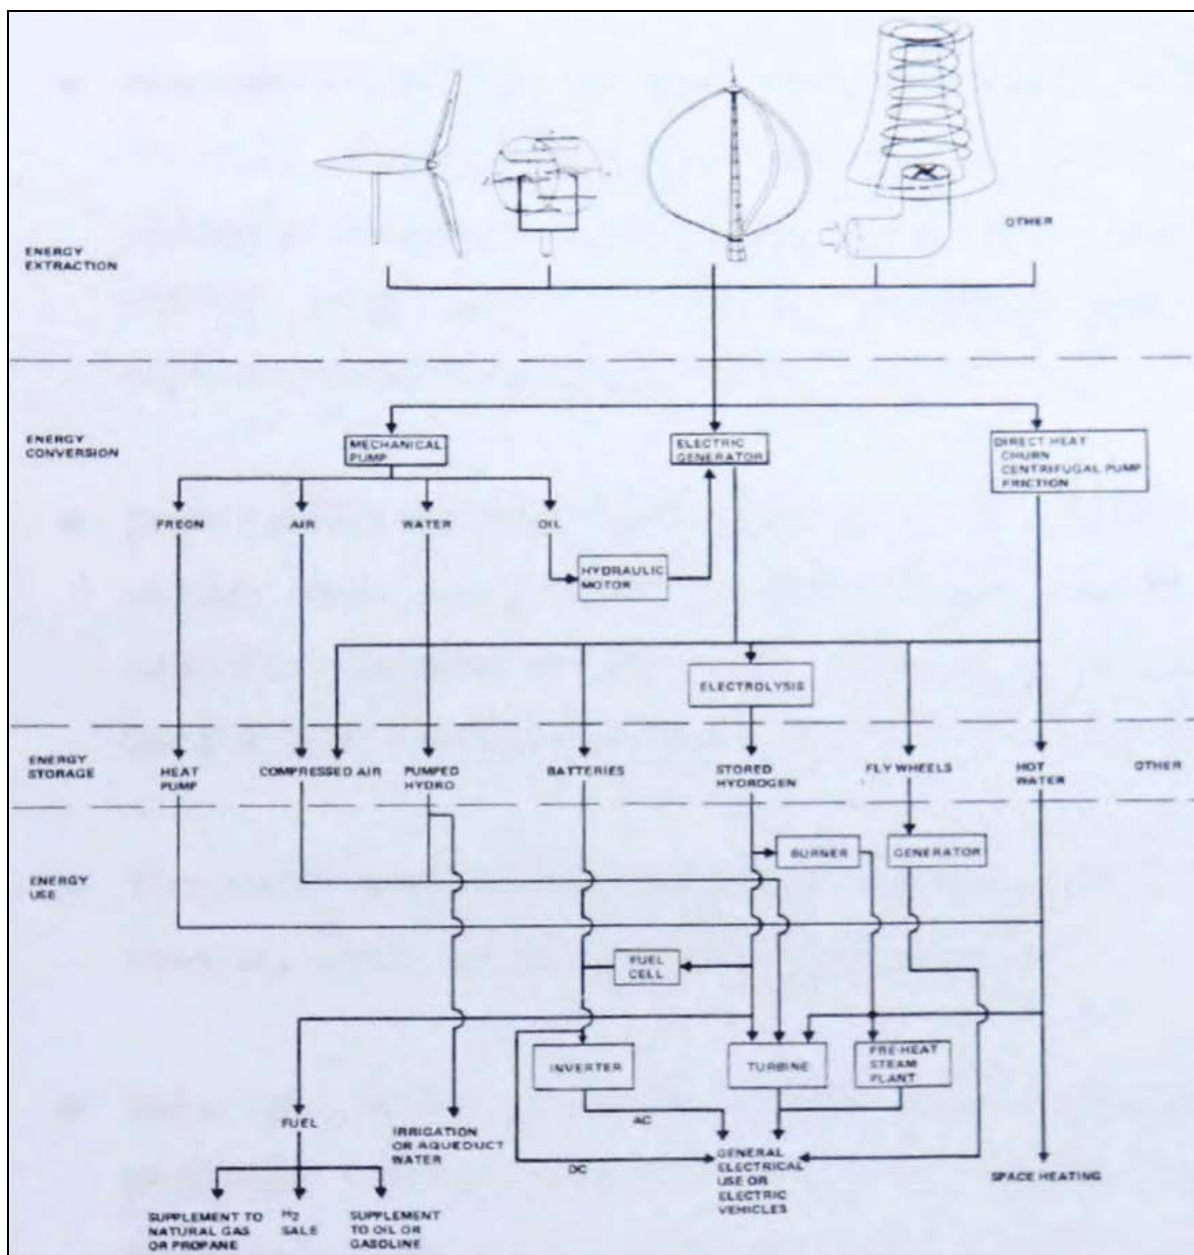 OTHER
ENERGY
EXTRACTION
ENERGY
CONVERSION
MECHANICAL
PUMP
ELECTRIC
GENERATOR
DIRECT HEAT
CHURN
CENTRIFUGAL PUMP
FRICTION
FREON
AIR
WATER
OIL
HYDRAULIC
MOTOR
ELECTROLYSIS
ENERGY
STORAGE
HEAT
PUMP
COMPRESSED AIR
PUMPED
HYDRO
BATTERIES
STORED
HYDROGEN
FLY WHEELS
HOT
WATER
OTHER
ENERGY
USE
BURNER
GENERATOR
FUEL
CELL
INVERTER
TURBINE
PRE-HEAT
STEAM
PLANT
FUEL
IRRIGATION
OR AQUEDUCT
WATER
AC
DC
GENERAL
ELECTRICAL
USE OR
ELECTRIC
VEHICLES
SPACE HEATING
SUPPLEMENT TO
NATURAL GAS
OR PROPANE
H2
SALE
SUPPLEMENT
TO OIL OR
GASOLINE